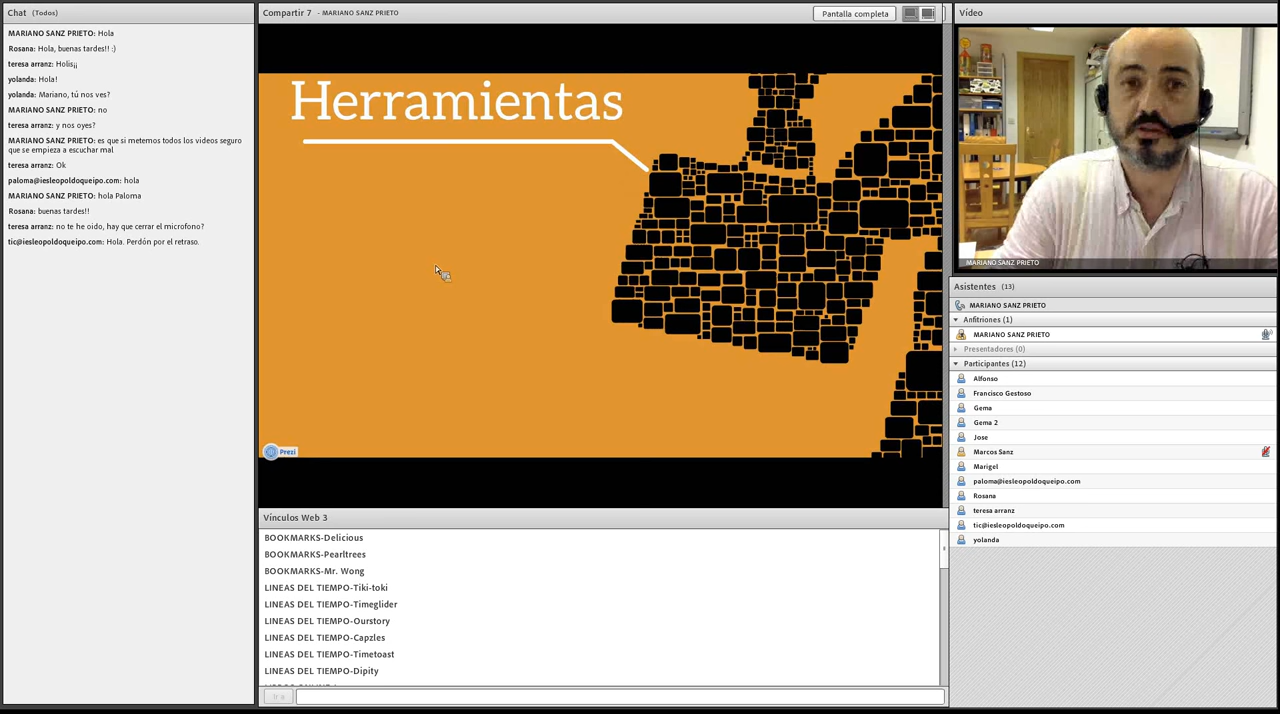 Chat (Todos)
MARIANO SANZ PRIETO: Hola
Rosana: Hola, buenas tardes!! :)
teresa arranz: Holis¡¡
yolanda: Hola!
yolanda: Mariano, tú nos ves?
MARIANO SANZ PRIETO: no
teresa arranz: y nos oyes?
MARIANO SANZ PRIETO: es que si metemos todos los videos seguro
que se empieza a escuchar mal
teresa arranz: Ok
paloma@iesleopoldoqueipo.com: hola
MARIANO SANZ PRIETO: hola Paloma
Rosana: buenas tardes!!
teresa arranz: no te he oido, hay que cerrar el microfono?
tic@iesleopoldoqueipo.com: Hola. Perdón por el retraso.
Compartir 7 - MARIANO SANZ PRIETO
Pantalla completa
Herramientas
Prezi
Vínculos Web 3
BOOKMARKS-Delicious
BOOKMARKS-Pearltrees
BOOKMARKS-Mr. Wong
LINEAS DEL TIEMPO-Tiki-toki
LINEAS DEL TIEMPO-Timeglider
LINEAS DEL TIEMPO-Ourstory
LINEAS DEL TIEMPO-Capzles
LINEAS DEL TIEMPO-Timetoast
LINEAS DEL TIEMPO-Dipity
Ir a
Vídeo
MARIANO SANZ PRIETO
Asistentes (13)
MARIANO SANZ PRIETO
Anfitriones (1)
MARIANO SANZ PRIETO
Presentadores (0)
Participantes (12)
Alfonso
Francisco Gestoso
Gema
Gema 2
Jose
Marcos Sanz
Marigel
paloma@iesleopoldoqueipo.com
Rosana
teresa arranz
tic@iesleopoldoqueipo.com
yolanda